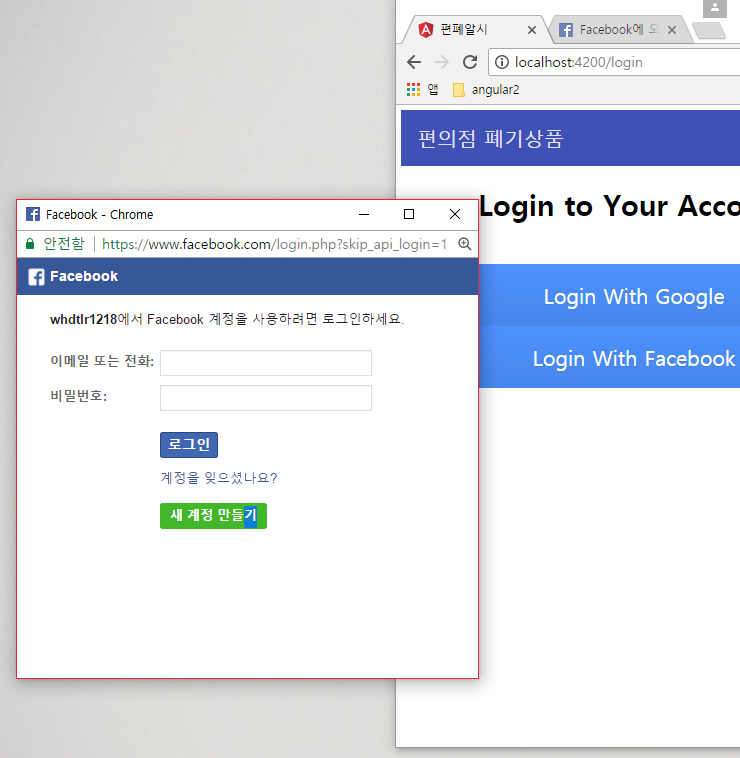 편폐알시
Facebook에 오
localhost:4200/login
앱
angular2
편의점 폐기상품
Login to Your Acco
Login With Google
Login With Facebook
Facebook - Chrome
안전함
https://www.facebook.com/login.php?skip_api_login=1
Facebook
whdtlr1218에서 Facebook 계정을 사용하려면 로그인하세요.
이메일 또는 전화:
비밀번호:
로그인
계정을 잊으셨나요?
새 계정 만들기